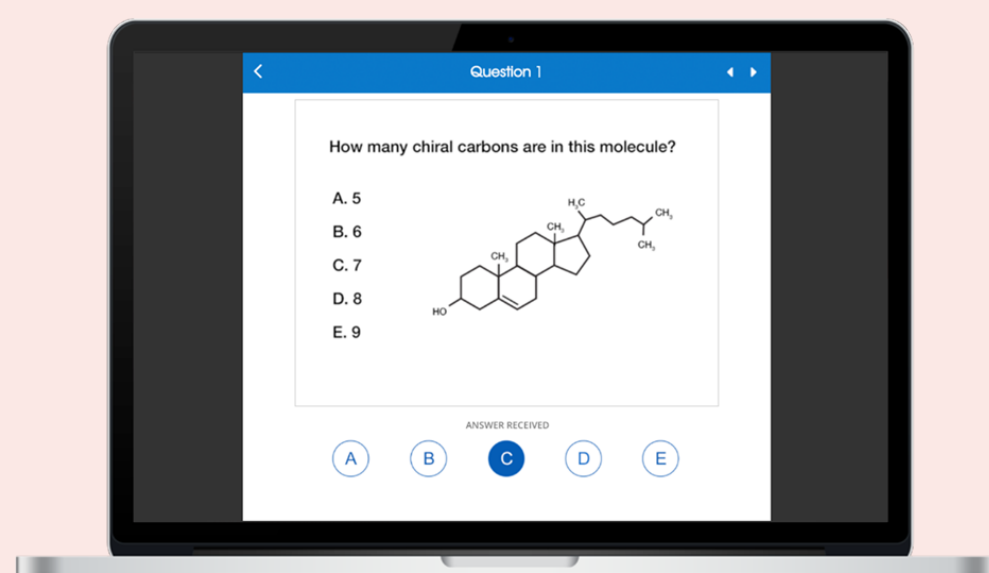 Question 1
How many chiral carbons are in this molecule?
A. 5
B. 6
C. 7
D. 8
E. 9
H₃C
CH₃
CH₃
CH₃
CH₃
HO
ANSWER RECEIVED
A B C D E